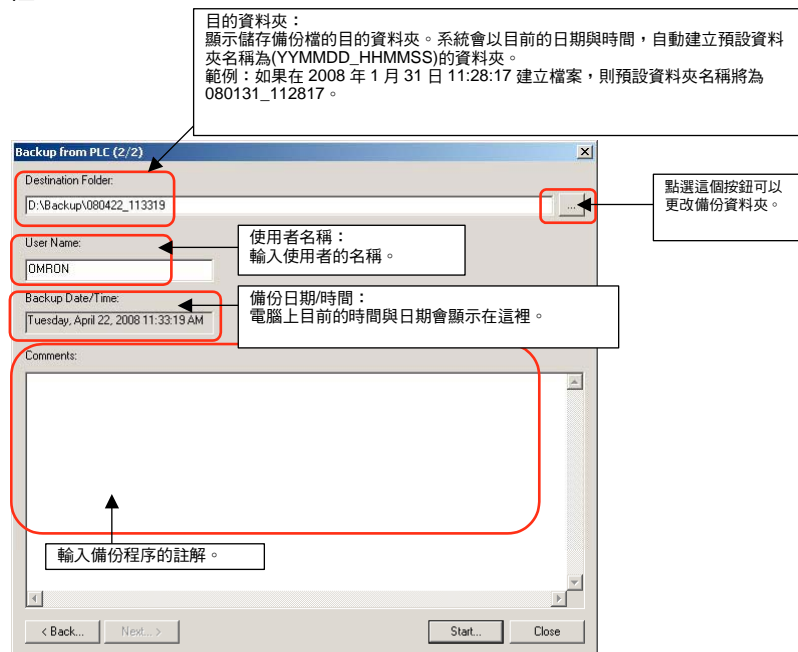 目的資料夾：
顯示儲存備份檔的目的資料夾。系統會以目前的日期與時間，自動建立預設資料
夾名稱為(YYMMDD_HHMMSS)的資料夾。
範例：如果在 2008 年 1 月 31 日 11:28:17 建立檔案，則預設資料夾名稱將為
080131_112817。
Backup from PLC (2/2)
Destination Folder:
D:\Backup\080422_113319
...
點選這個按鈕可以
更改備份資料夾。
User Name:
OMRON
使用者名稱：
輸入使用者的名稱。
Backup Date/Time:
Tuesday, April 22, 2008 11:33:19 AM
備份日期/時間：
電腦上目前的時間與日期會顯示在這裡。
Comments:
輸入備份程序的註解。
< Back...
Next... >
Start...
Close